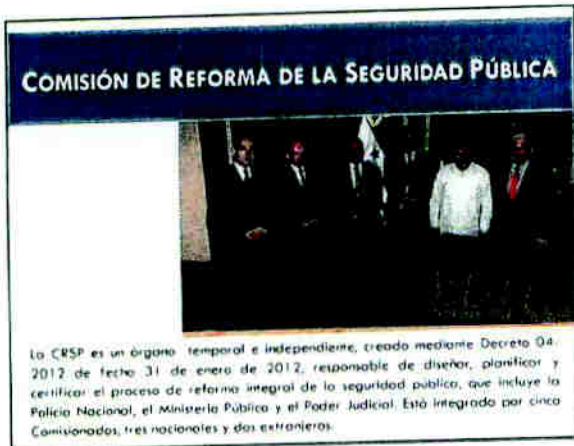 COMISIÓN DE REFORMA DE LA SEGURIDAD PÚBLICA
La CRSP es un órgano temporal e independiente, creado mediante Decreto 04-
2012 de fecha 31 de enero de 2012, responsable de diseñar, planificar y
certificar el proceso de reforma integral de la seguridad pública, que incluye la
Policía Nacional, el Ministerio Público y el Poder Judicial. Está integrado por cinco
Comisionados, tres nacionales y dos extranjeros.